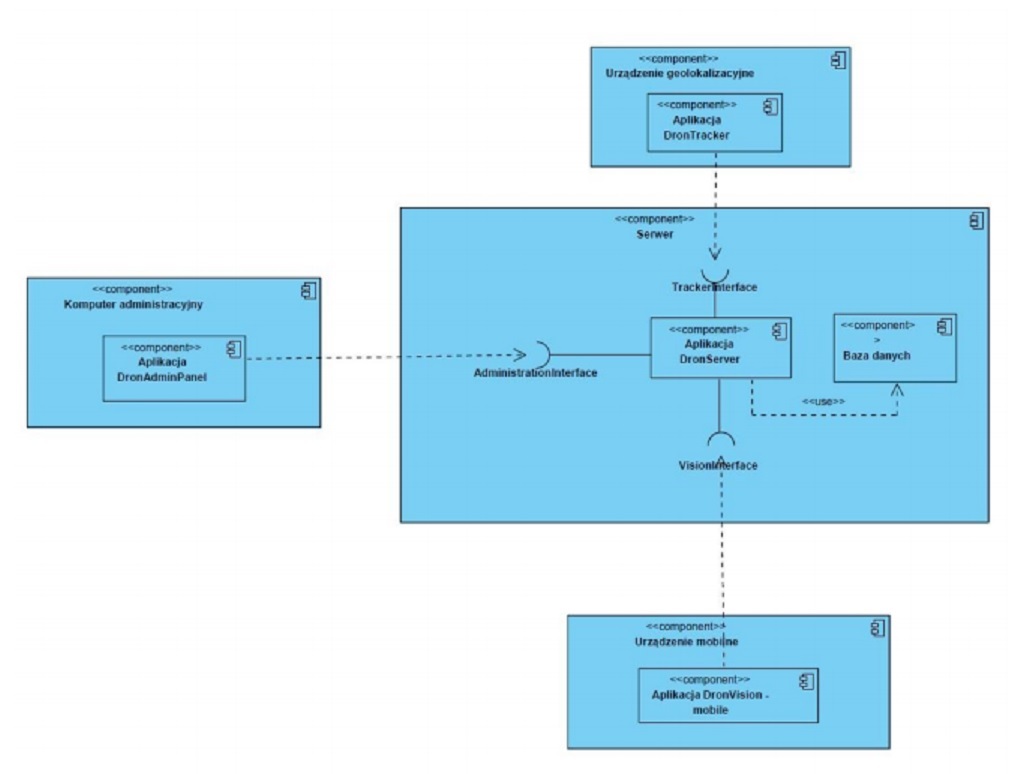 <<component>>
Urządzenie geolokalizacyjne
<<component>>
Aplikacja
DronTracker
<<component>>
Serwer
TrackerInterface
<<component>>
Komputer administracyjny
<<component>>
Aplikacja
DronAdminPanel
AdministrationInterface
<<component>>
Aplikacja
DronServer
<<component>
>
Baza danych
<<use>>
VisionInterface
<<component>>
Urządzenie mobilne
<<component>>
Aplikacja DronVision -
mobile